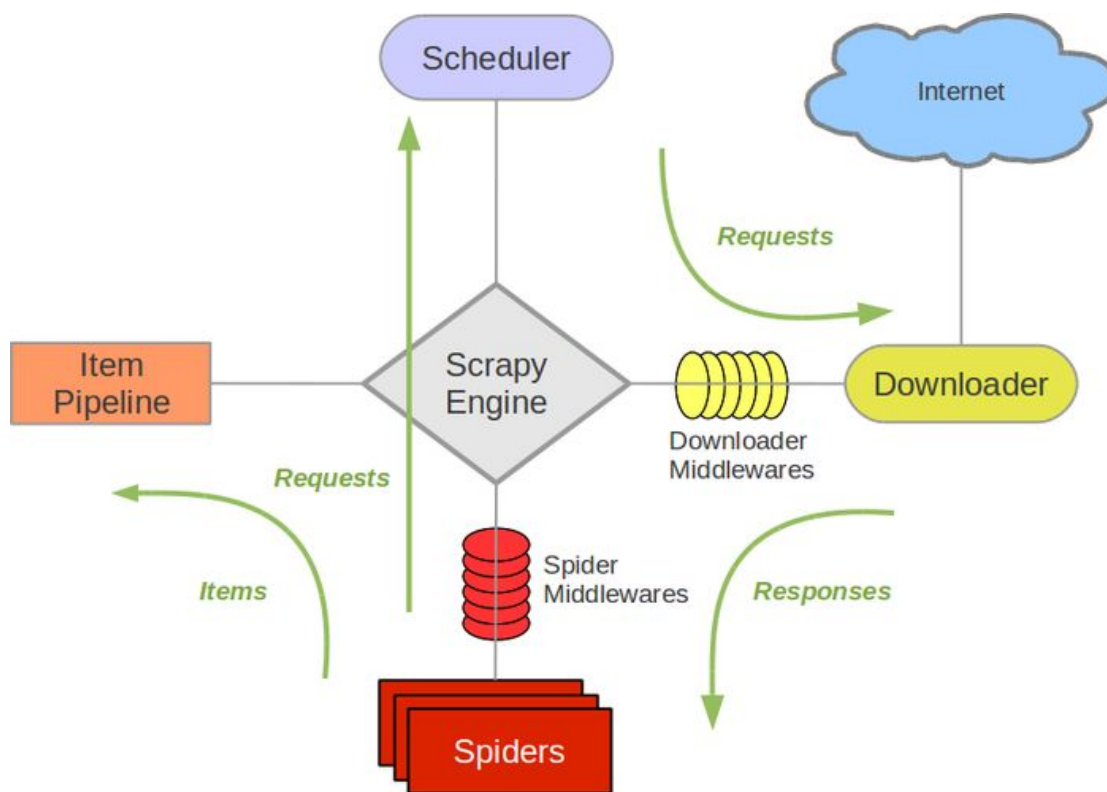 Scheduler
Internet
Requests
Item
Pipeline
Scrapy
Engine
Downloader
Downloader
Middlewares
Requests
Items
Spider
Middlewares
Responses
Spiders